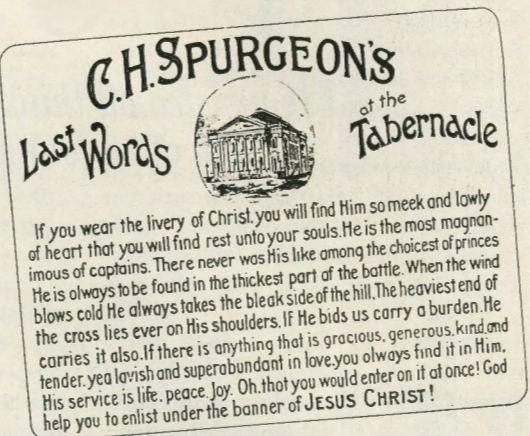 C.H. SPURGEON'S
Last Words
at the
Tabernacle
If you wear the livery of Christ, you will find Him so meek and lowly
of heart that you will find rest unto your souls. He is the most magnan-
imous of captains. There never was His like among the choicest of princes
He is always to be found in the thickest part of the battle. When the wind
blows cold He always takes the bleak side of the hill. The heaviest end of
the cross lies ever on His shoulders. If He bids us carry a burden. He
carries it also. If there is anything that is gracious, generous, kind, and
tender, yea lavish and superabundant in love, you always find it in Him.
His service is life, peace, Joy. Oh, that you would enter on it at once! God
help you to enlist under the banner of JESUS CHRIST!